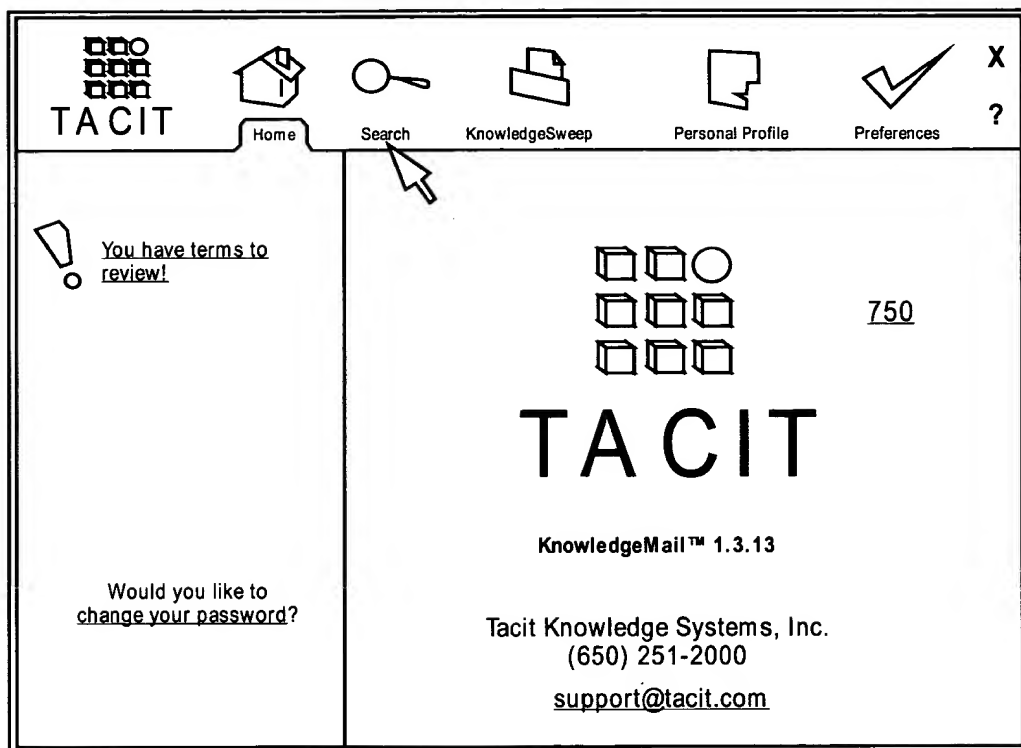 TACIT
Home
Search
KnowledgeSweep
Personal Profile
Preferences
X
?
You have terms to
review!
Would you like to
change your password?
750
TACIT
KnowledgeMail™ 1.3.13
Tacit Knowledge Systems, Inc.
(650) 251-2000
support@tacit.com